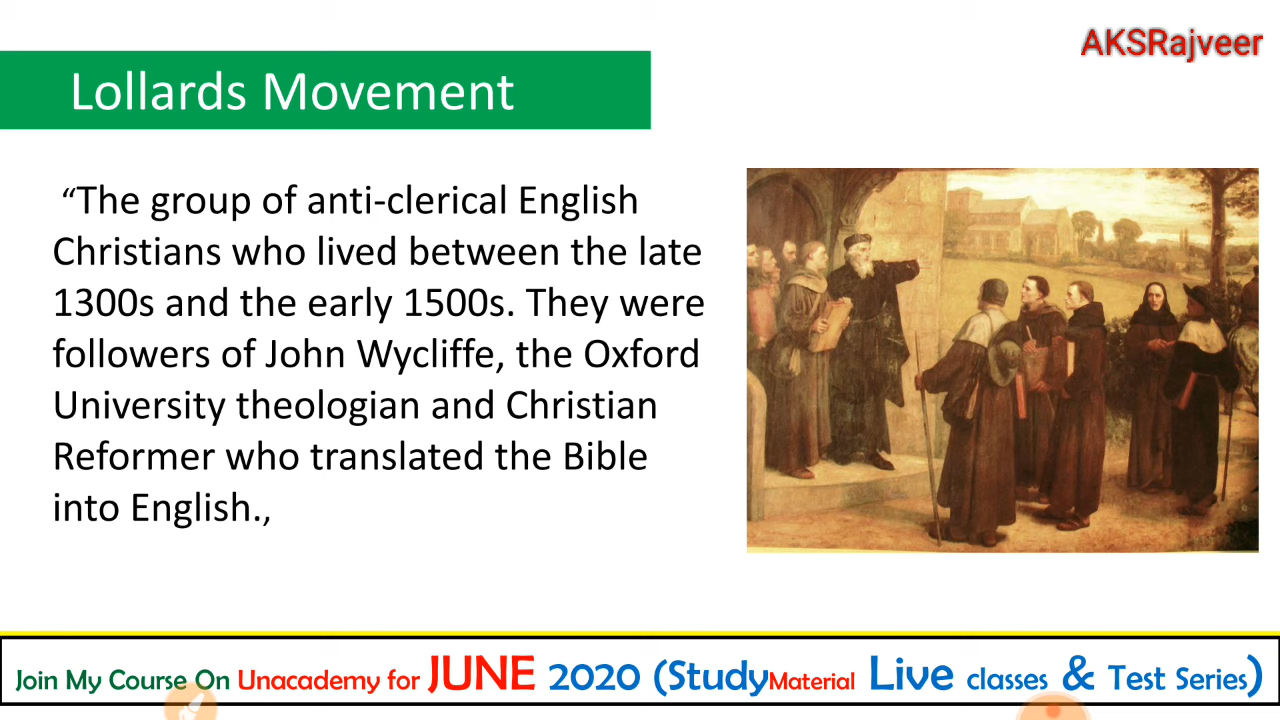 AKSRajveer
Lollards Movement
“The group of anti-clerical English
Christians who lived between the late
1300s and the early 1500s. They were
followers of John Wycliffe, the Oxford
University theologian and Christian
Reformer who translated the Bible
into English.,
Join My Course On Unacademy for JUNE 2020 (StudyMaterial Live classes & Test Series)